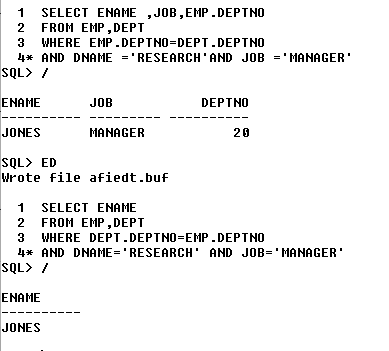 1 SELECT ENAME ,JOB,EMP.DEPTNO
2 FROM EMP,DEPT
3 WHERE EMP.DEPTNO=DEPT.DEPTNO
4* AND DNAME ='RESEARCH'AND JOB ='MANAGER'
SQL> /
ENAME JOB DEPTNO
---------- --------- ----------
JONES MANAGER 20
SQL> ED
Wrote file afiedt.buf
1 SELECT ENAME
2 FROM EMP,DEPT
3 WHERE DEPT.DEPTNO=EMP.DEPTNO
4* AND DNAME='RESEARCH' AND JOB='MANAGER'
SQL> /
ENAME
----------
JONES